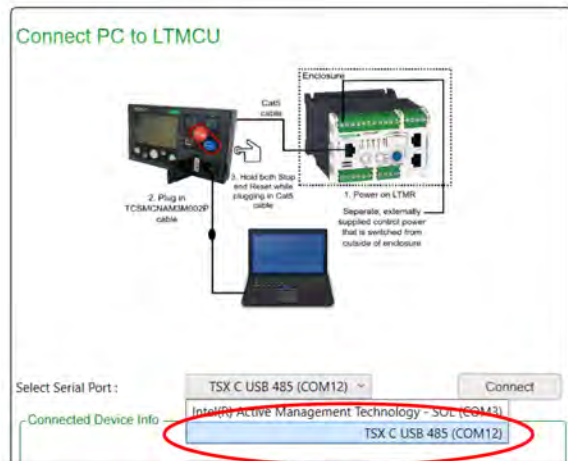 Connect PC to LTMCU
Enclosure
Cat5
cable
3. Hold both Stop
and Reset while
plugging in Cat5
cable
2. Plug in
TCSMCNAM3M002P
cable
1. Power on LTMR
Separate, externally
supplied control power
that is switched from
outside of enclosure
Select Serial Port :
TSX C USB 485 (COM12)
Connect
Intel(R) Active Management Technology - SOL (COM3)
Connected Device Info
TSX C USB 485 (COM12)